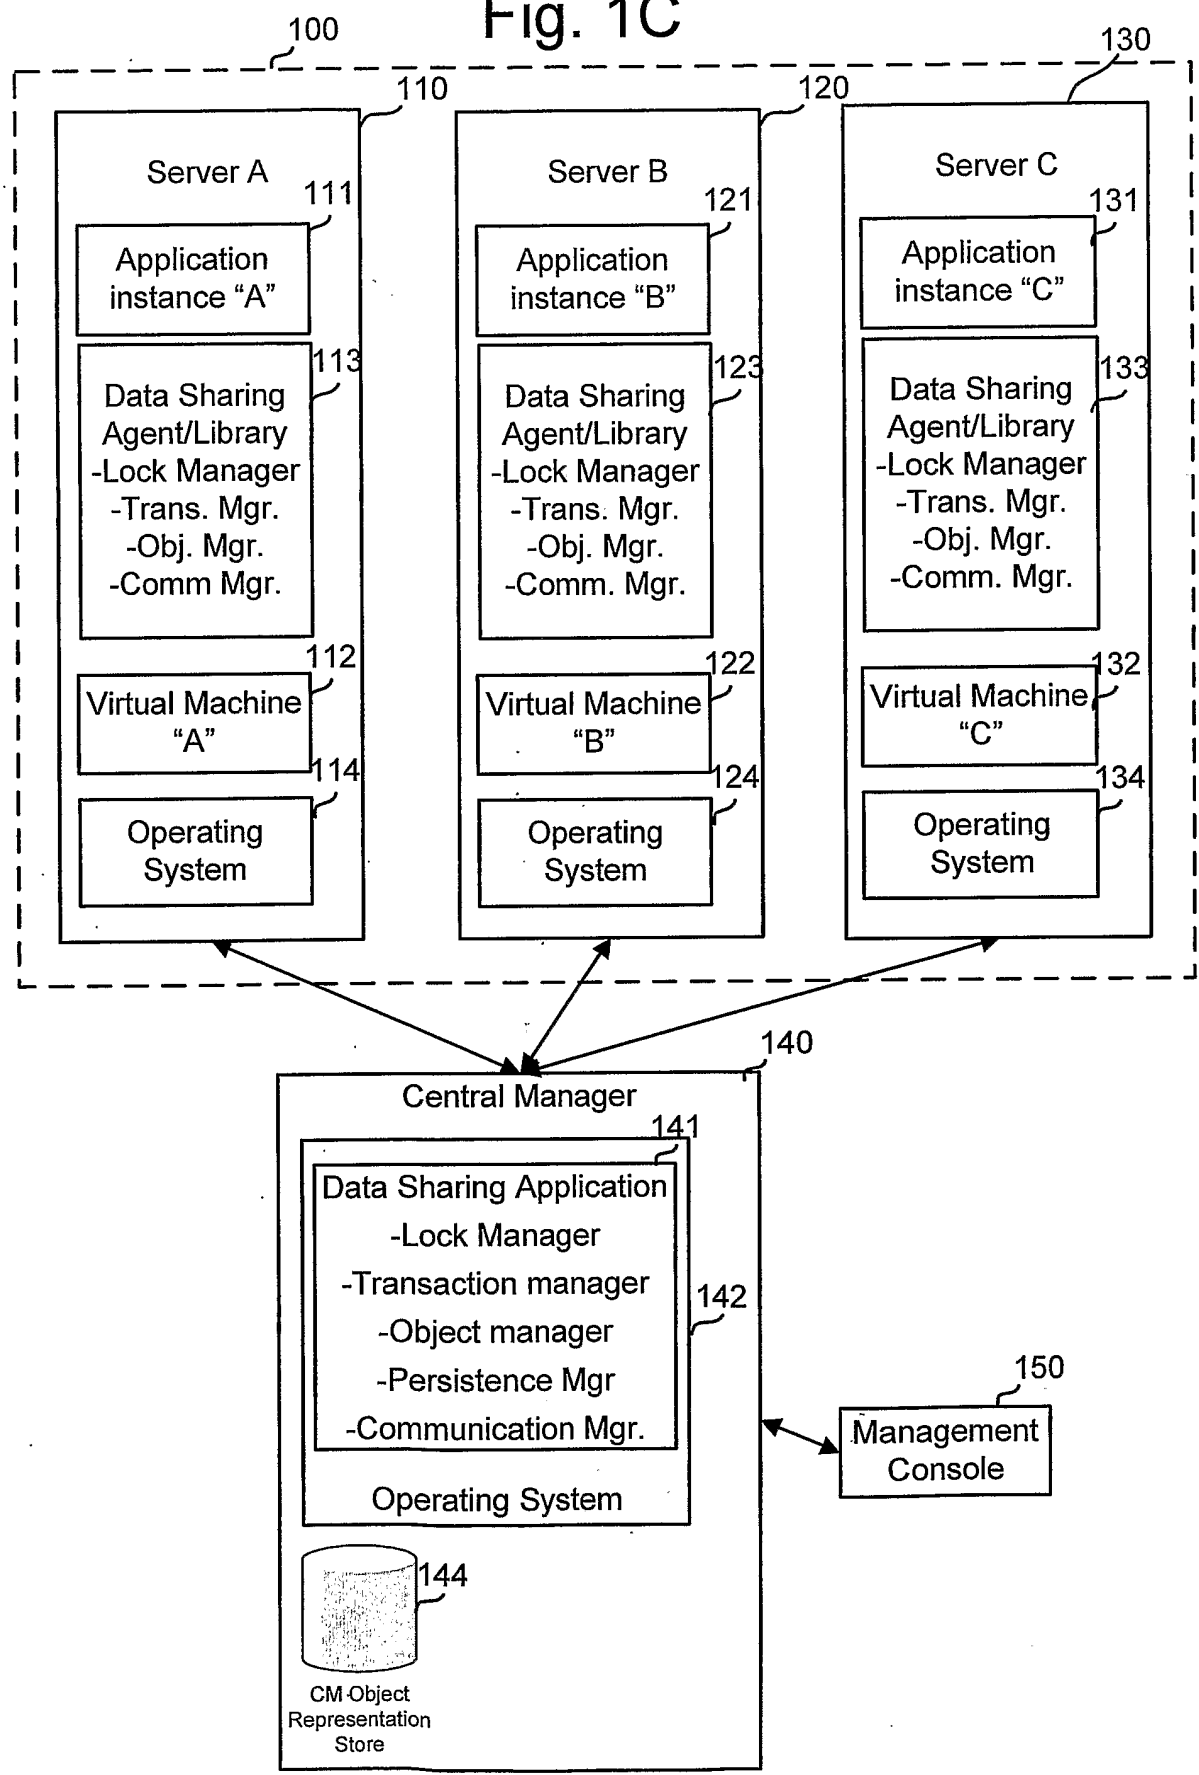 Fig. 1C
100
110
120
130
Server A
111
Application
instance “A”
113
Data Sharing
Agent/Library
-Lock Manager
-Trans. Mgr.
-Obj. Mgr.
-Comm Mgr.
112
Virtual Machine
“A”
114
Operating
System
Server B
121
Application
instance “B”
123
Data Sharing
Agent/Library
-Lock Manager
-Trans. Mgr.
-Obj. Mgr.
-Comm. Mgr.
122
Virtual Machine
“B”
124
Operating
System
Server C
131
Application
instance “C”
133
Data Sharing
Agent/Library
-Lock Manager
-Trans. Mgr.
-Obj. Mgr.
-Comm. Mgr.
132
Virtual Machine
“C”
134
Operating
System
140
Central Manager
141
Data Sharing Application
-Lock Manager
-Transaction manager
-Object manager
-Persistence Mgr
-Communication Mgr.
142
Operating System
144
CM Object
Representation
Store
150
Management
Console